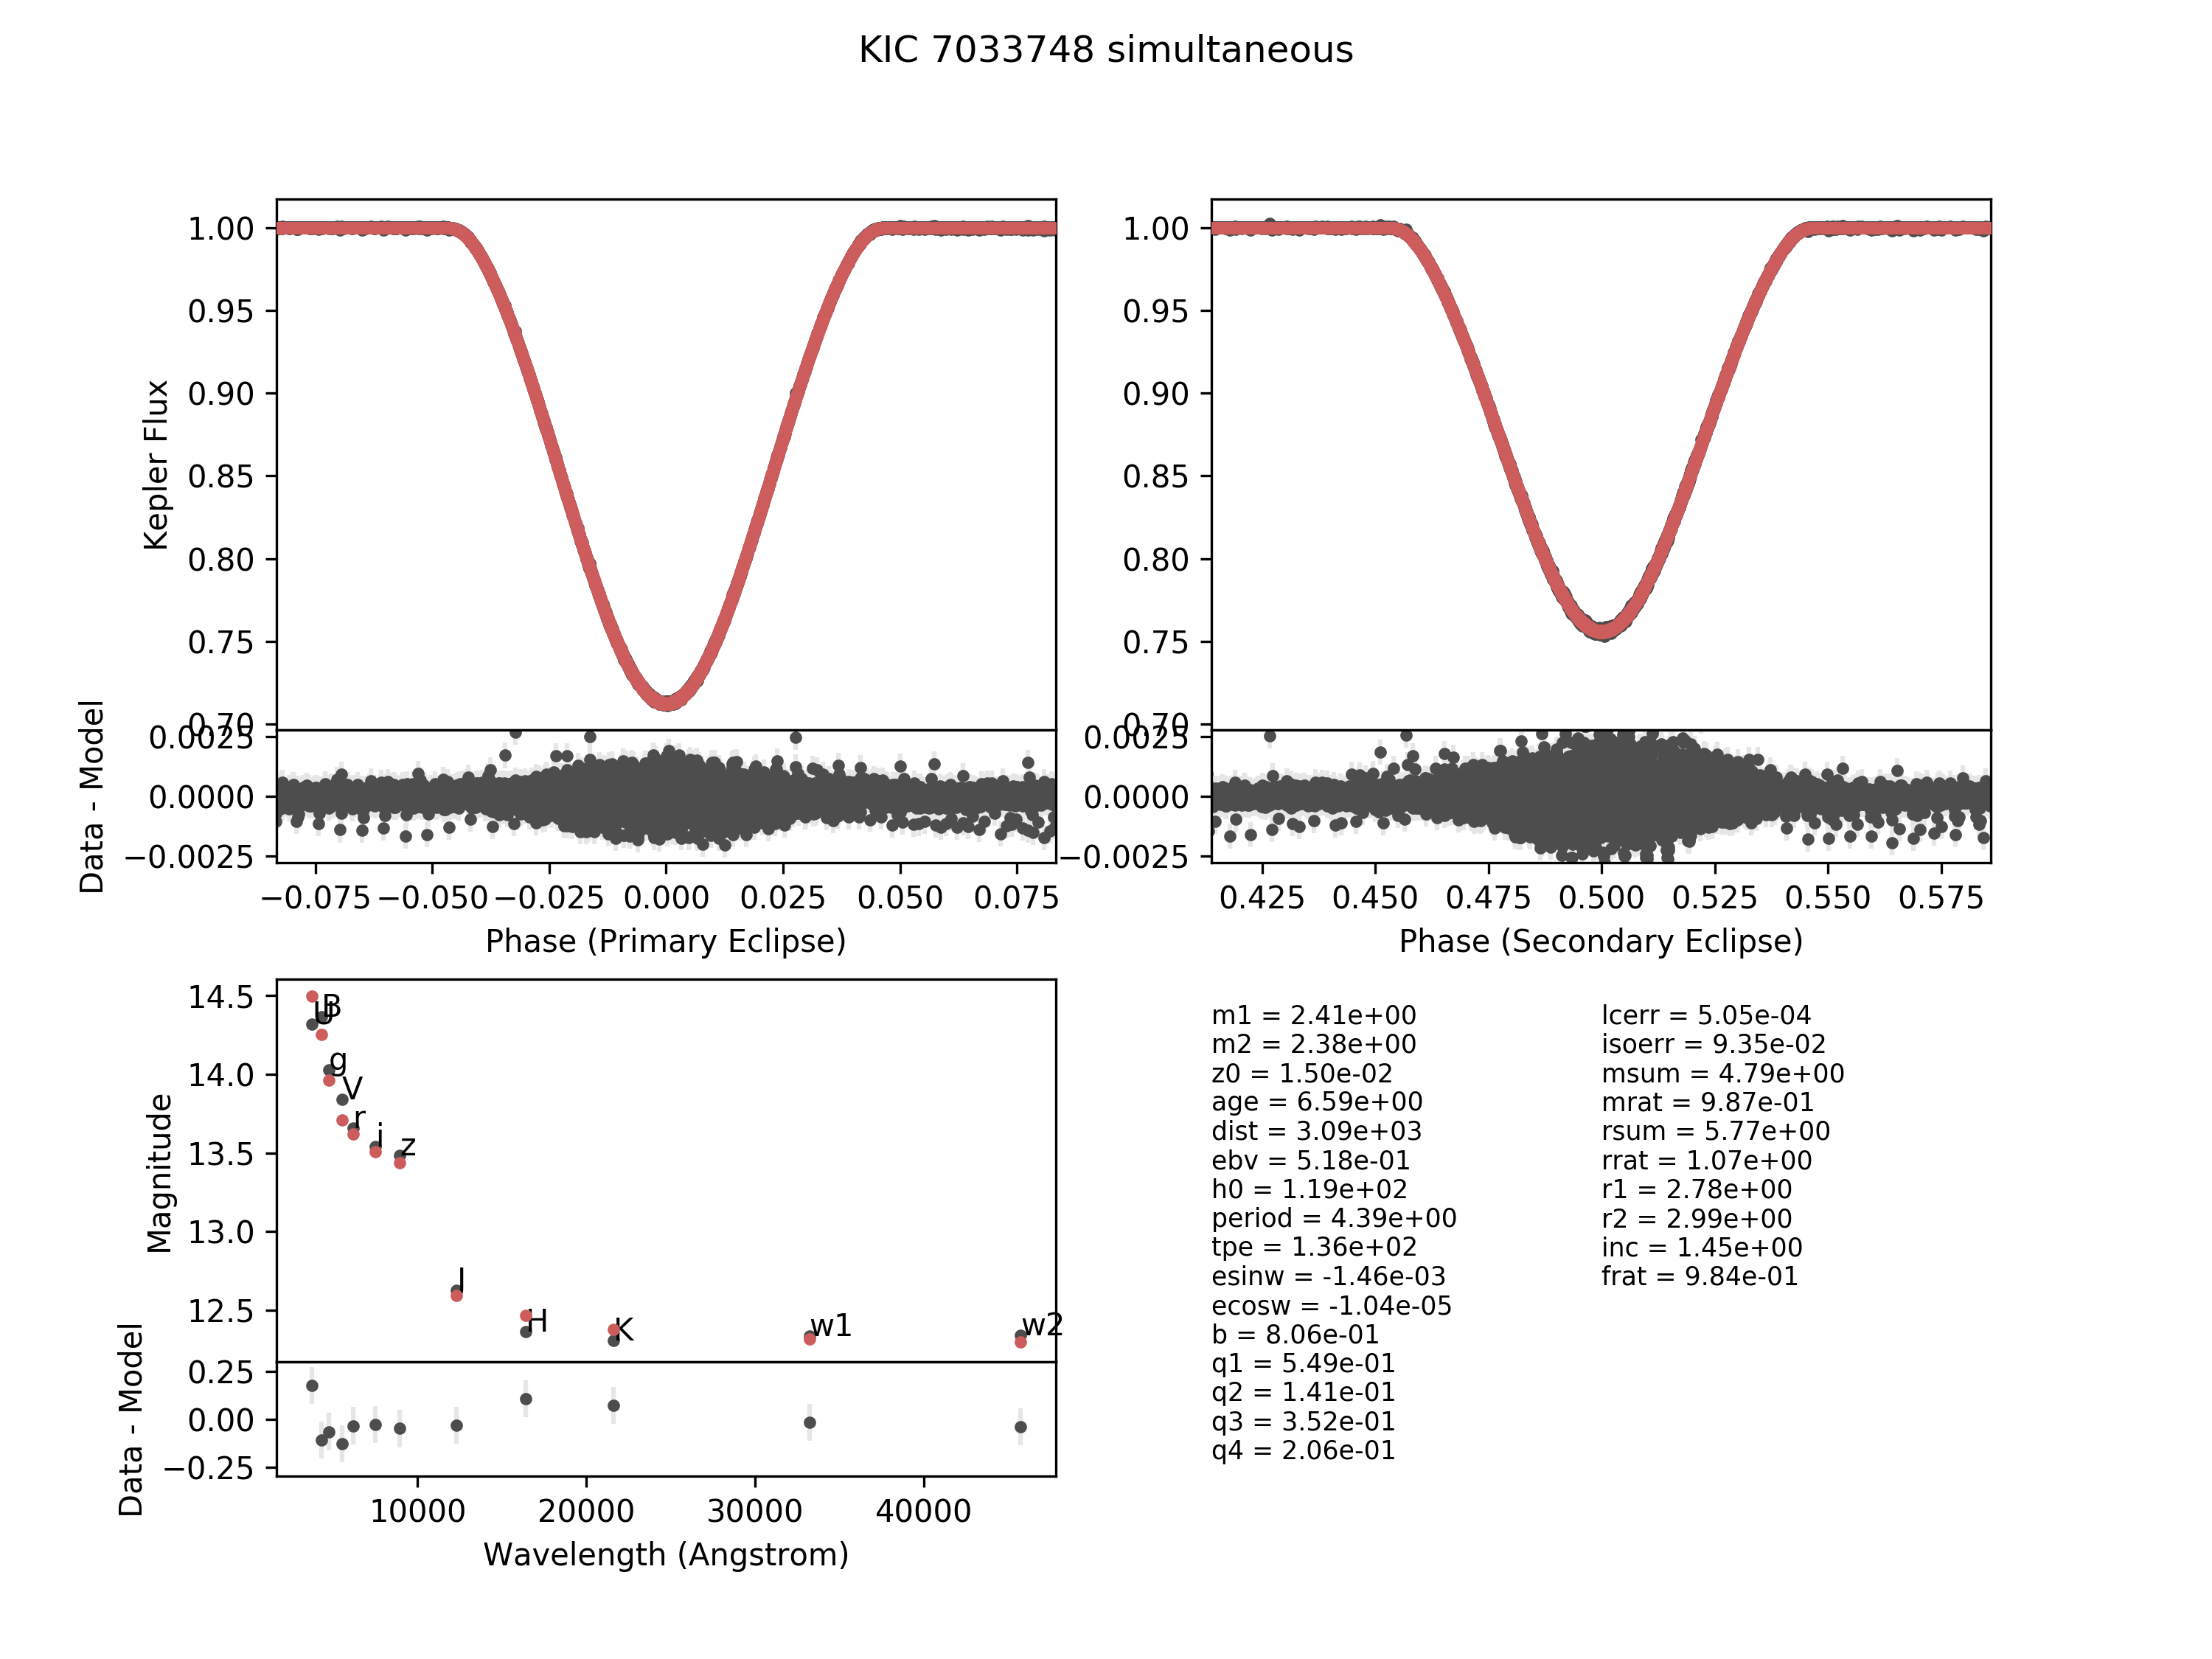 KIC 7033748 simultaneous
1.00
0.95
0.90
0.85
0.80
0.75
0.70
Kepler Flux
0.0025
0.0000
−0.0025
Data - Model
−0.075 −0.050 −0.025 0.000 0.025 0.050 0.075
Phase (Primary Eclipse)
1.00
0.95
0.90
0.85
0.80
0.75
0.70
0.0025
0.0000
−0.0025
0.425 0.450 0.475 0.500 0.525 0.550 0.575
Phase (Secondary Eclipse)
14.5
14.0
13.5
13.0
12.5
Magnitude
U
B
g
V
r
i
z
J
H
K
w1
w2
0.25
0.00
−0.25
Data - Model
10000 20000 30000 40000
Wavelength (Angstrom)
m1 = 2.41e+00
m2 = 2.38e+00
z0 = 1.50e-02
age = 6.59e+00
dist = 3.09e+03
ebv = 5.18e-01
h0 = 1.19e+02
period = 4.39e+00
tpe = 1.36e+02
esinw = -1.46e-03
ecosw = -1.04e-05
b = 8.06e-01
q1 = 5.49e-01
q2 = 1.41e-01
q3 = 3.52e-01
q4 = 2.06e-01
lcerr = 5.05e-04
isoerr = 9.35e-02
msum = 4.79e+00
mrat = 9.87e-01
rsum = 5.77e+00
rrat = 1.07e+00
r1 = 2.78e+00
r2 = 2.99e+00
inc = 1.45e+00
frat = 9.84e-01